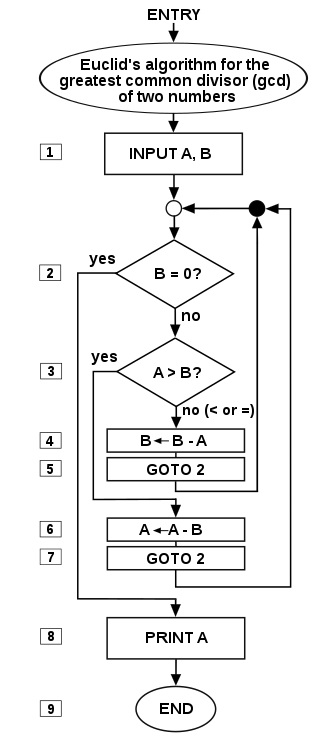 ENTRY
Euclid's algorithm for the
greatest common divisor (gcd)
of two numbers
1
INPUT A, B
yes
2
B = 0?
no
yes
3
A > B?
no (< or =)
4
B←B - A
5
GOTO 2
6
A←A - B
7
GOTO 2
8
PRINT A
9
END